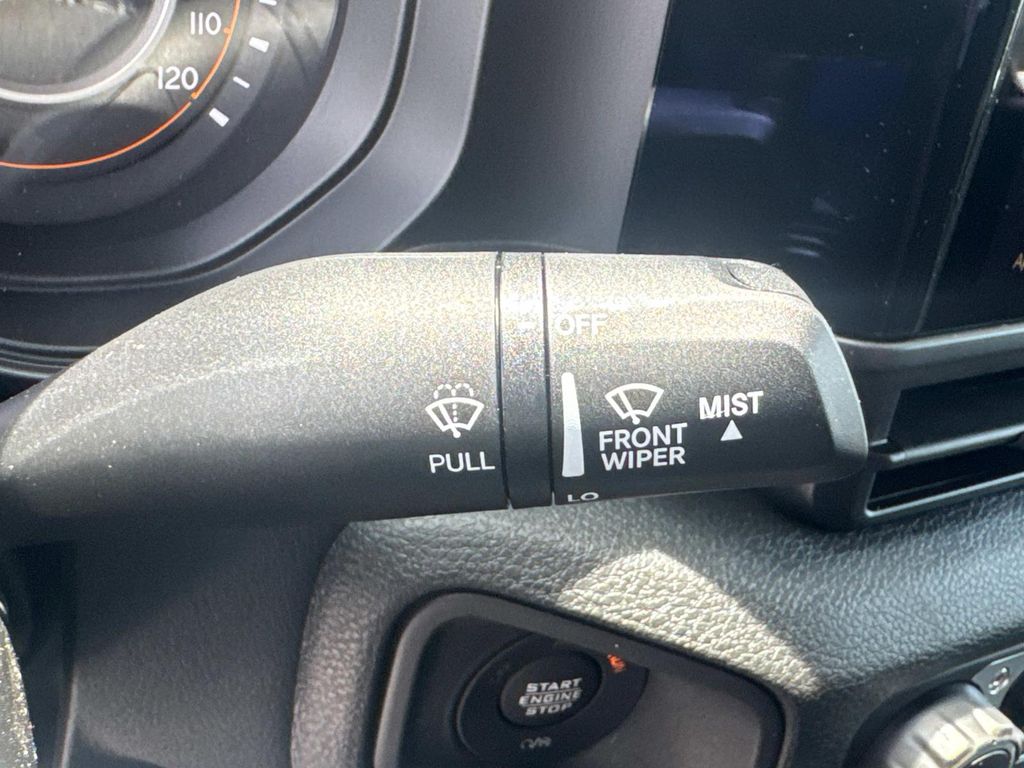 110
120
OFF
MIST
FRONT
WIPER
PULL
LO
START
ENGINE
STOP